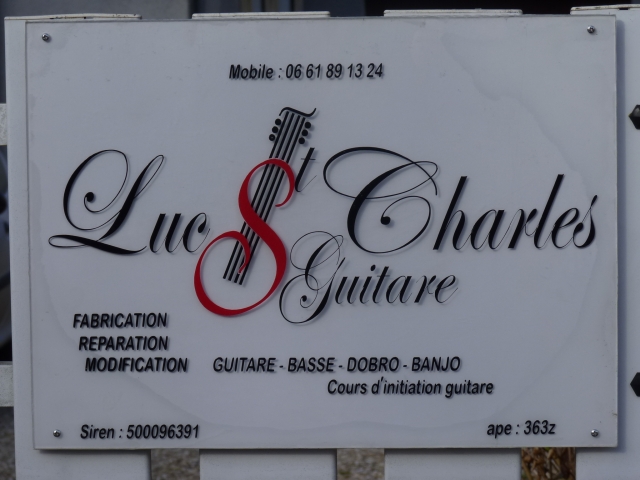 Mobile : 06 61 89 13 24
Luc St Charles
Guitare
FABRICATION
REPARATION
MODIFICATION GUITARE - BASSE - DOBRO - BANJO
Cours d'initiation guitare
Siren : 500096391 ape : 363z